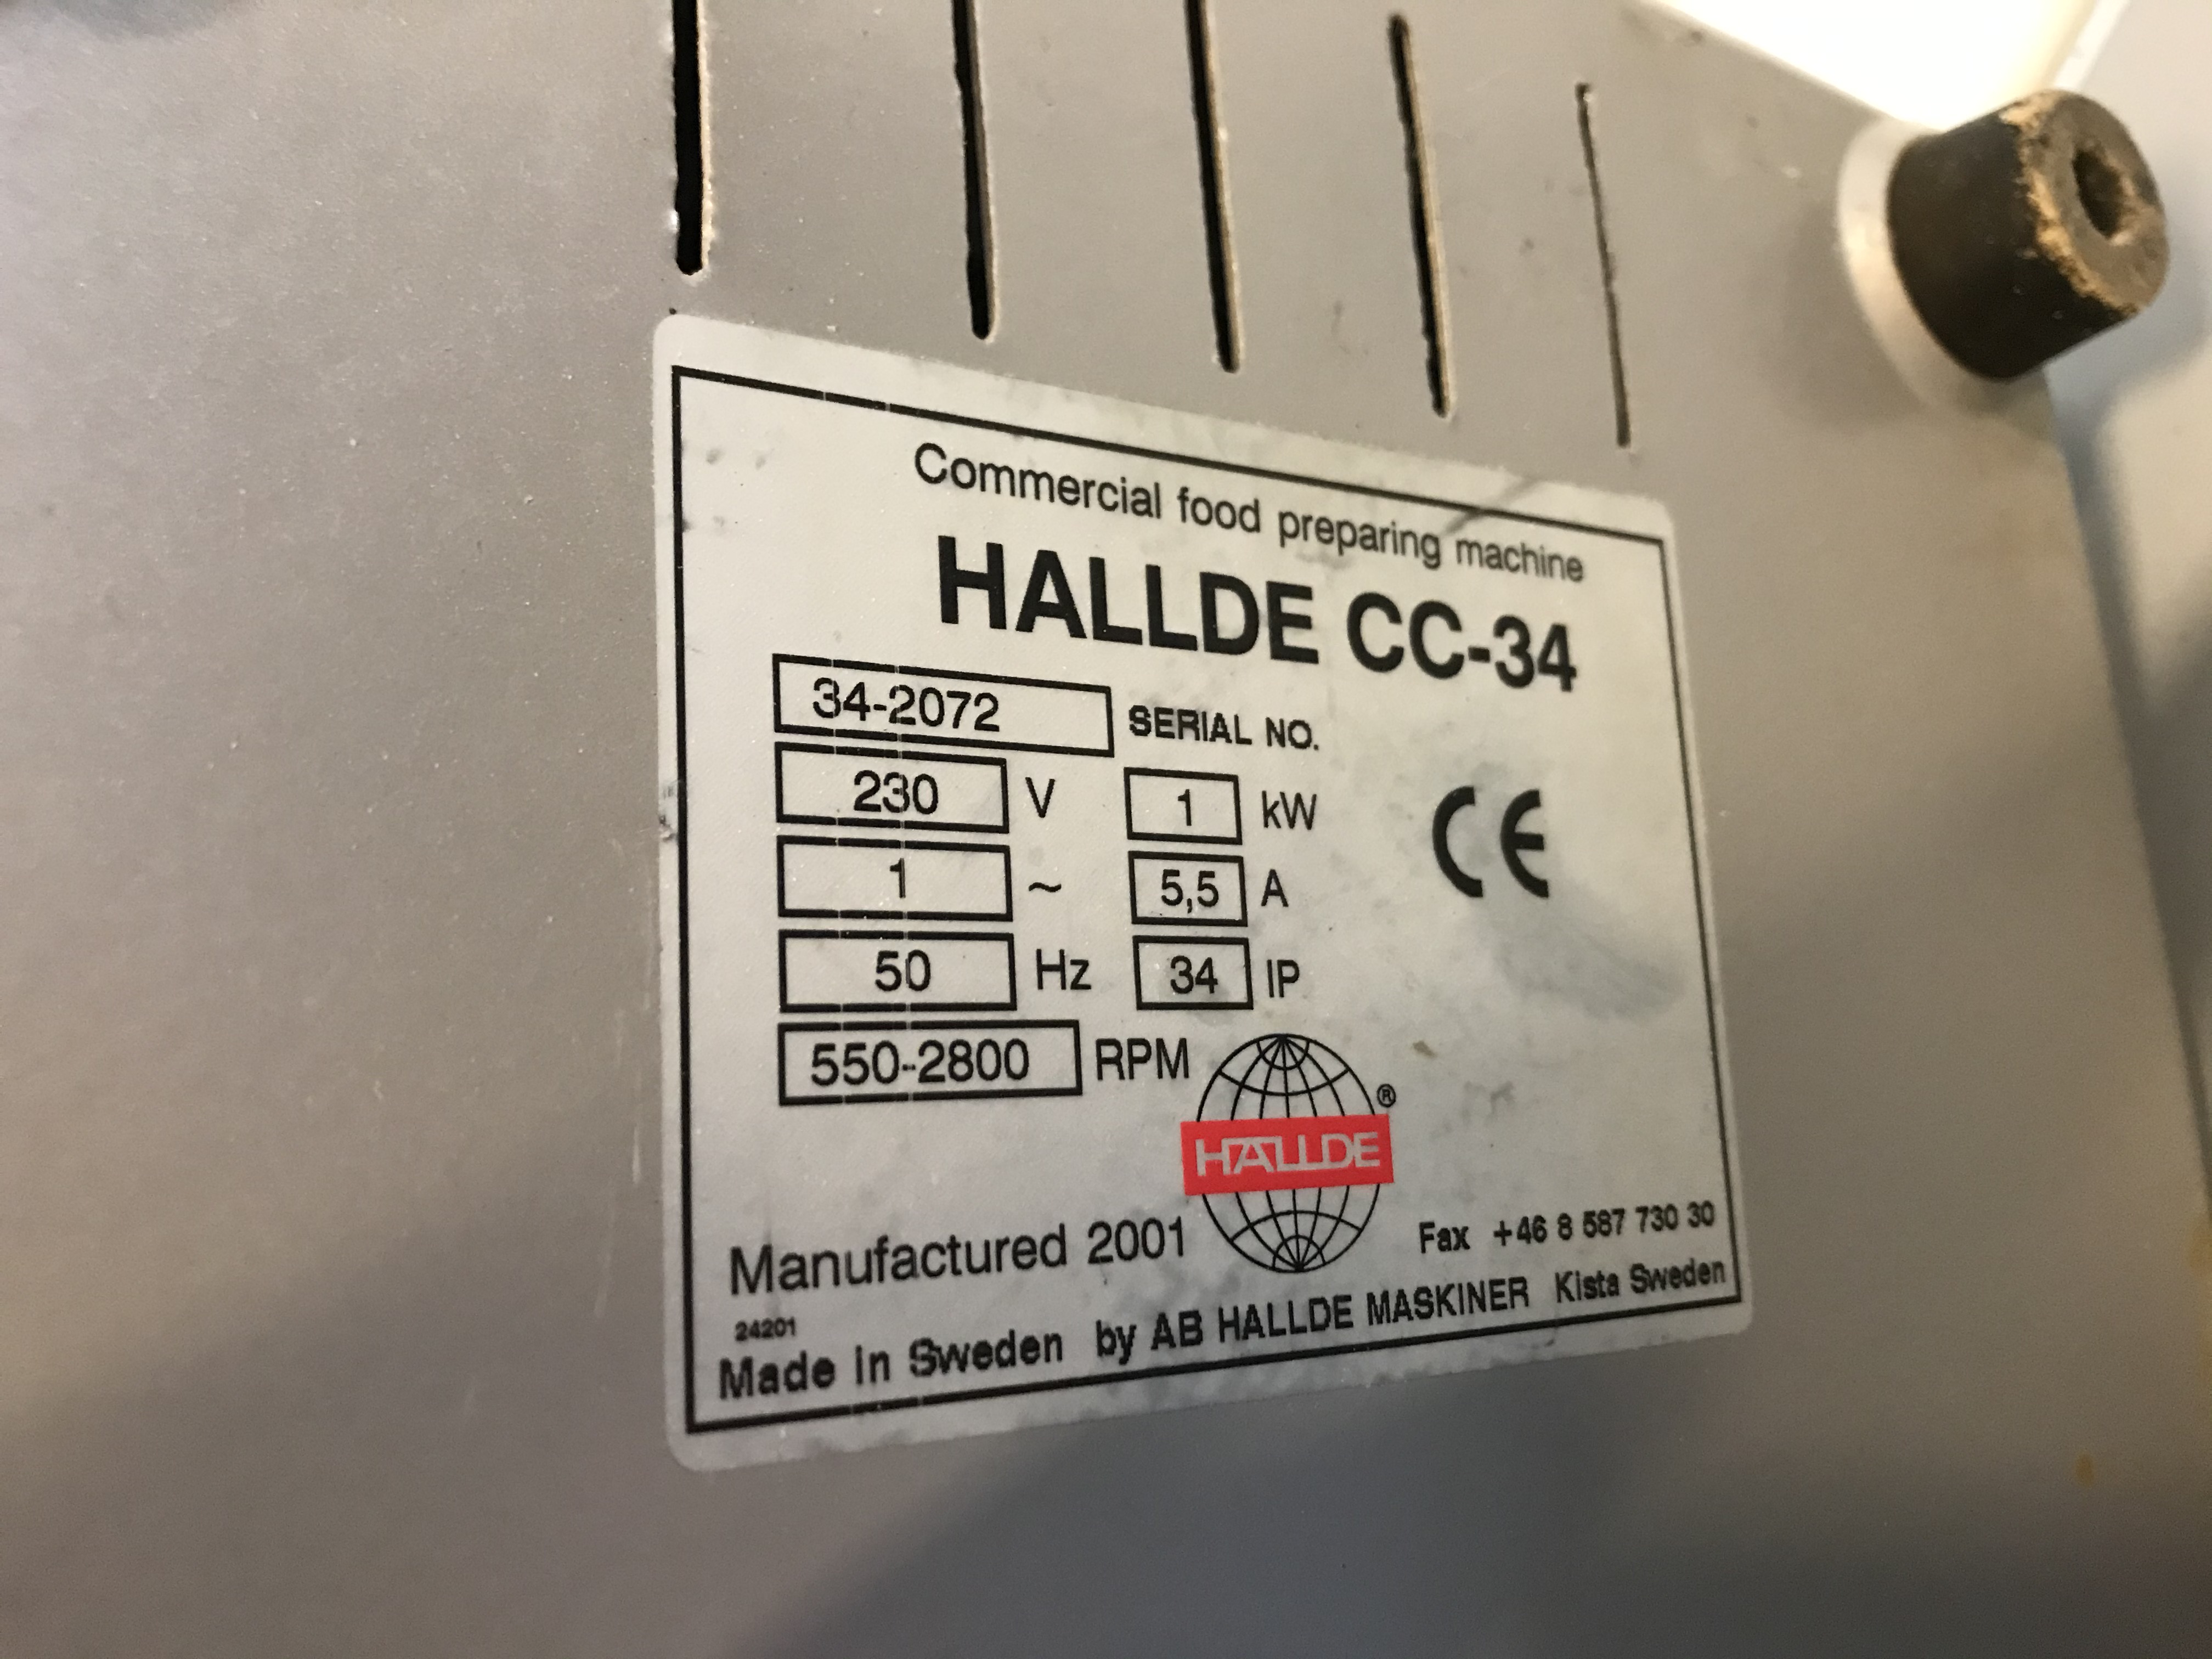 Commercial food preparing machine
HALLDE CC-34
34-2072 SERIAL NO.
230 V 1 kW
1 ~ 5,5 A
CE
50 Hz 34 IP
550-2800 RPM
®
HALLDE
Manufactured 2001
Fax +46 8 587 730 30
24201
Made in Sweden by AB HALLDE MASKINER Kista Sweden